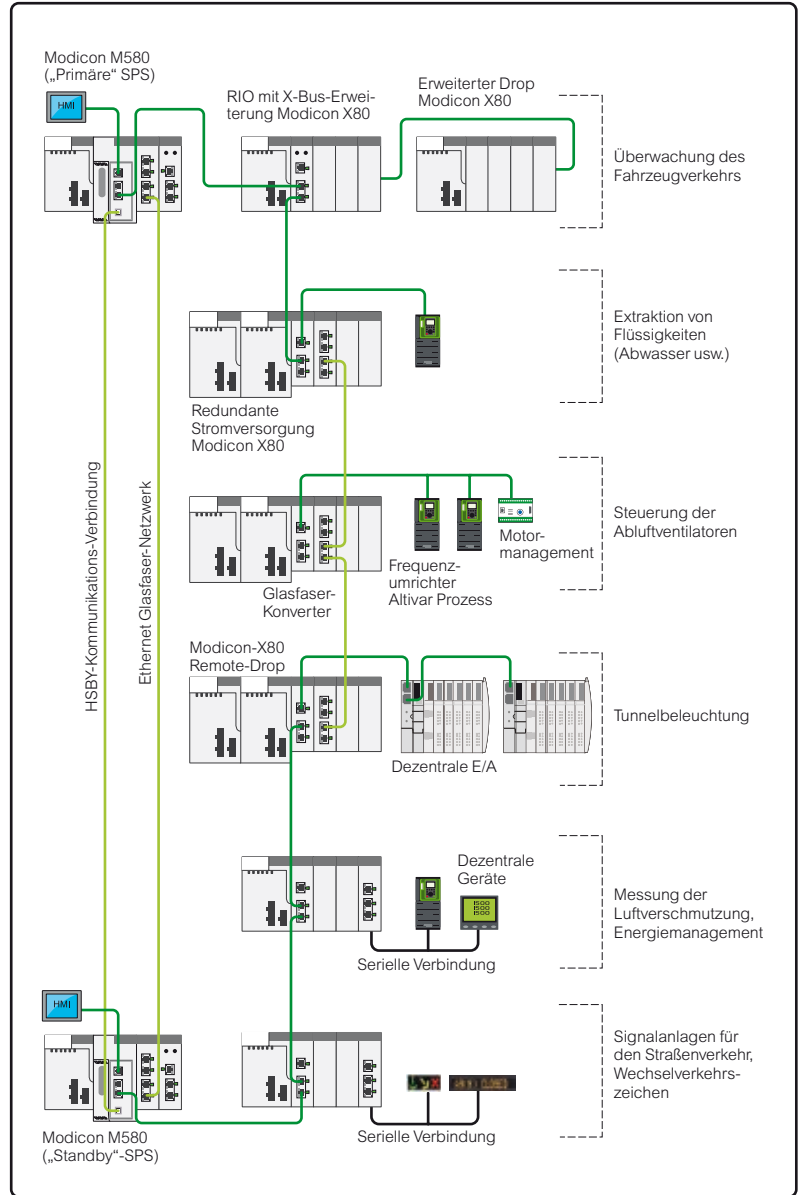 Modicon M580
(„Primäre“ SPS)
HMI
RIO mit X-Bus-Erwei-
terung Modicon X80
Erweiterter Drop
Modicon X80
Überwachung des
Fahrzeugverkehrs
Extraktion von
Flüssigkeiten
(Abwasser usw.)
Redundante
Stromversorgung
Modicon X80
HSBY-Kommunikations-Verbindung
Ethernet Glasfaser-Netzwerk
Steuerung der
Abluftventilatoren
Motor-
management
Frequenz-
umrichter
Altivar Prozess
Glasfaser-
Konverter
Modicon-X80
Remote-Drop
Tunnelbeleuchtung
Dezentrale E/A
Dezentrale
Geräte
1500
1500
1500
Messung der
Luftverschmutzung,
Energiemanagement
Serielle Verbindung
HMI
Signalanlagen für
den Straßenverkehr,
Wechselverkehrs-
zeichen
Serielle Verbindung
Modicon M580
(„Standby“-SPS)